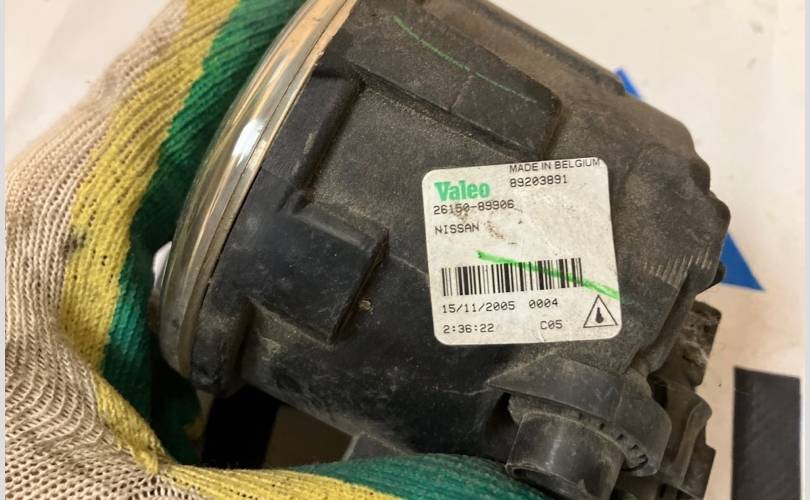 MADE IN BELGIUM
Valeo 89203891
26150-89906
NISSAN
15/11/2005 0004
2:36:22 C05